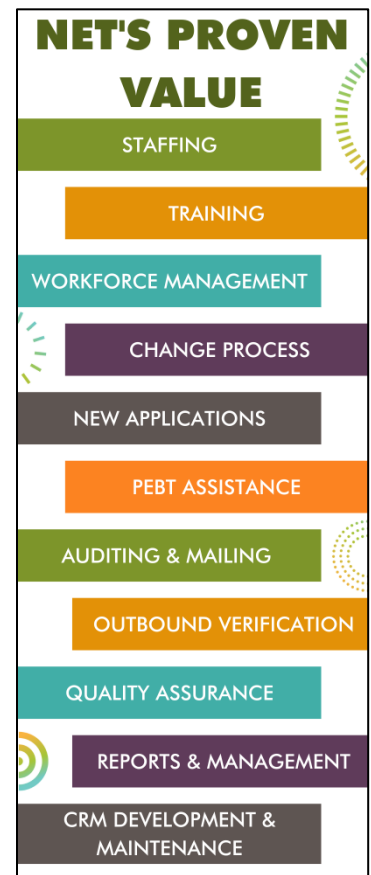 NET'S PROVEN
VALUE
STAFFING
TRAINING
WORKFORCE MANAGEMENT
CHANGE PROCESS
NEW APPLICATIONS
PEBT ASSISTANCE
AUDITING & MAILING
OUTBOUND VERIFICATION
QUALITY ASSURANCE
REPORTS & MANAGEMENT
CRM DEVELOPMENT &
MAINTENANCE